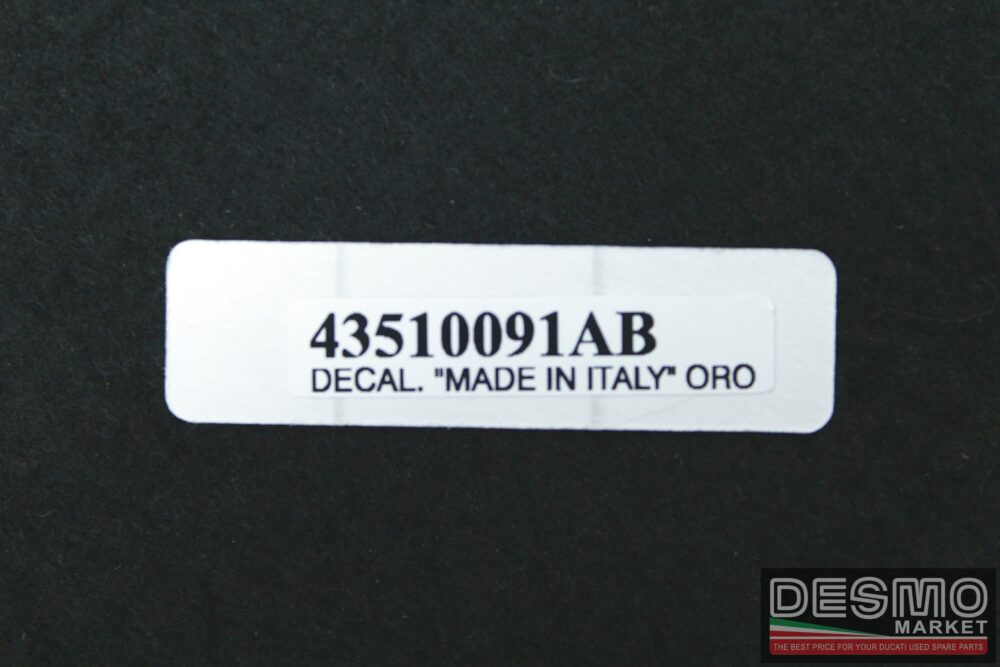 43510091AB
DECAL. "MADE IN ITALY" ORO
DESMO
MARKET
THE BEST PRICE FOR YOUR DUCATI USED SPARE PARTS